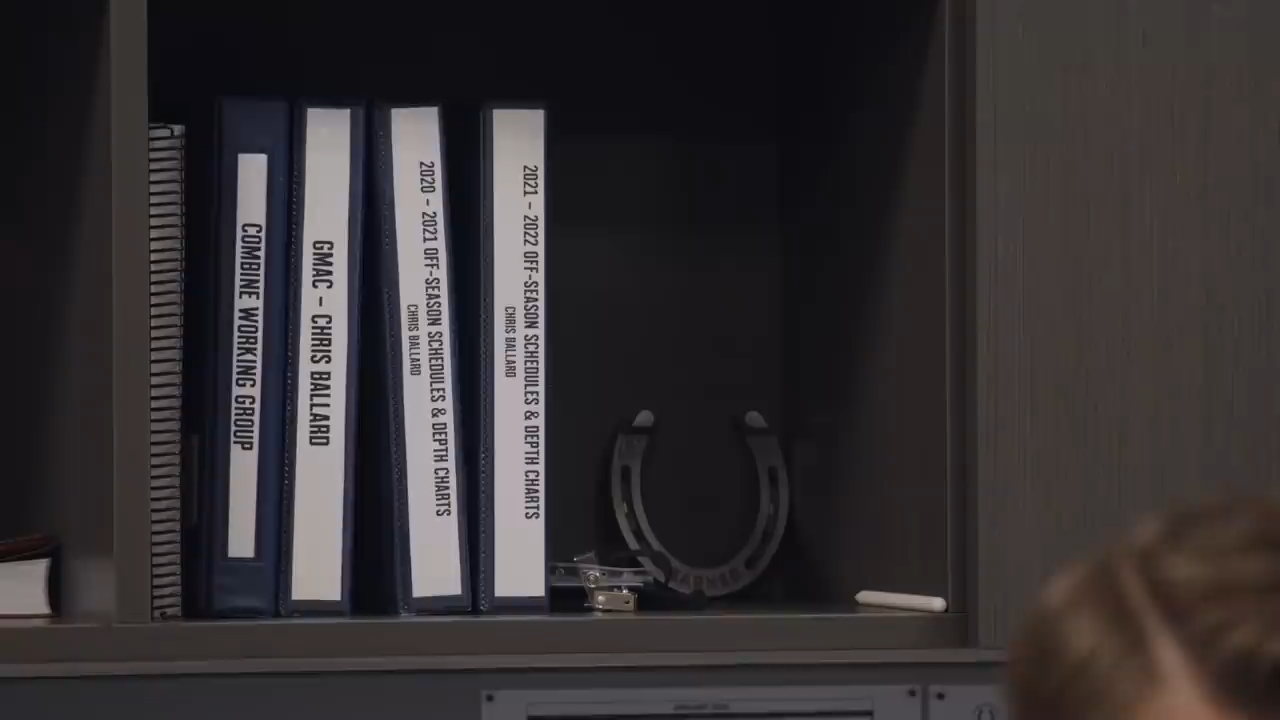 COMBINE WORKING GROUP
GMAC – CHRIS BALLARD
2020 – 2021 OFF-SEASON SCHEDULES & DEPTH CHARTS
CHRIS BALLARD
2021 – 2022 OFF-SEASON SCHEDULES & DEPTH CHARTS
CHRIS BALLARD